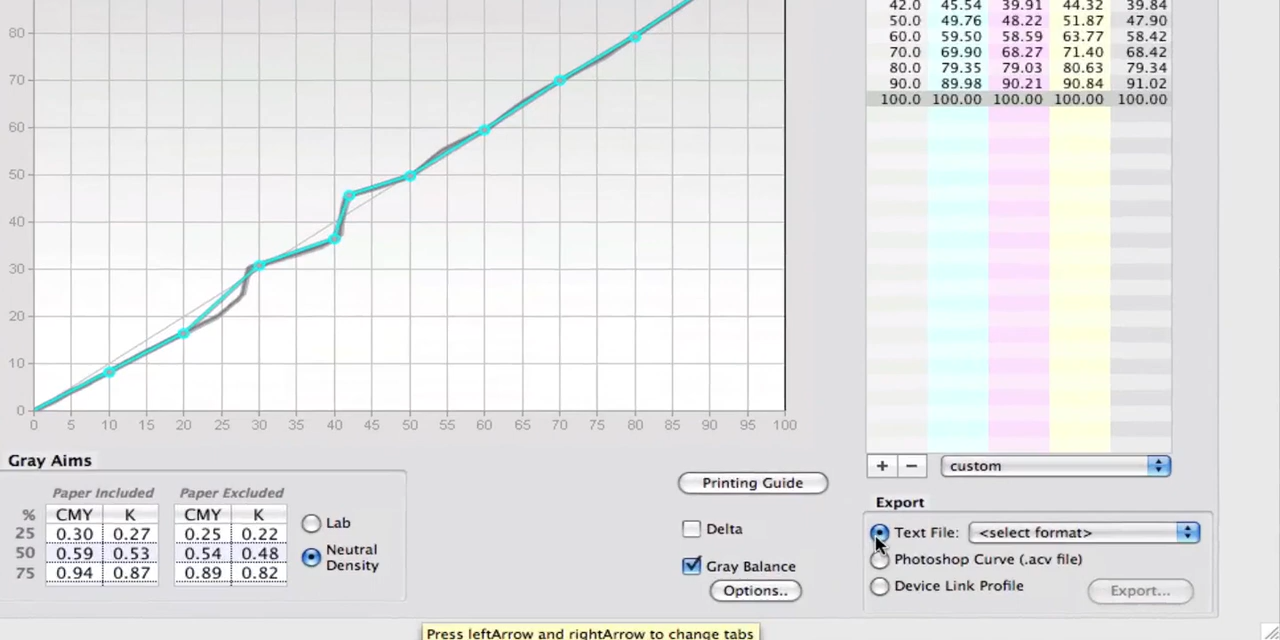 80
70
60
50
40
30
20
10
0
0 5 10 15 20 25 30 35 40 45 50 55 60 65 70 75 80 85 90 95 100
42.0 45.54 39.91 44.32 39.84
50.0 49.76 48.22 51.87 47.90
60.0 59.50 58.59 63.77 58.42
70.0 69.90 68.27 71.40 68.42
80.0 79.35 79.03 80.63 79.34
90.0 89.98 90.21 90.84 91.02
100.0 100.00 100.00 100.00 100.00
+ − custom
Gray Aims
Paper Included Paper Excluded
% CMY K CMY K
25 0.30 0.27 0.25 0.22
50 0.59 0.53 0.54 0.48
75 0.94 0.87 0.89 0.82
Lab
Neutral
Density
Printing Guide
Delta
Gray Balance
Options..
Export
Text File: <select format>
Photoshop Curve (.acv file)
Device Link Profile
Export...
Press leftArrow and rightArrow to change tabs